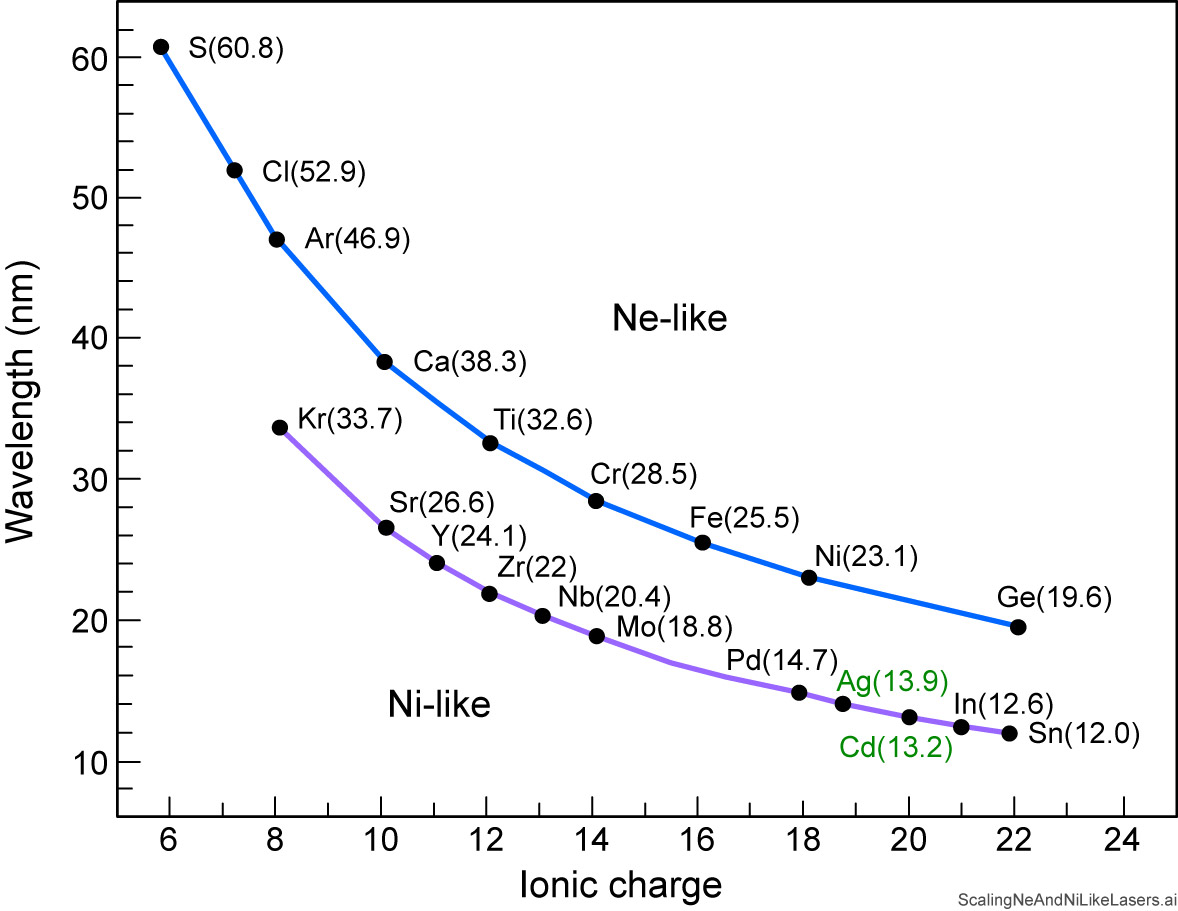 60
50
40
30
20
10
Wavelength (nm)
S(60.8)
Cl(52.9)
Ar(46.9)
Ne-like
Ca(38.3)
Kr(33.7)
Ti(32.6)
Cr(28.5)
Sr(26.6)
Fe(25.5)
Y(24.1)
Ni(23.1)
Zr(22)
Nb(20.4)
Ge(19.6)
Mo(18.8)
Pd(14.7)
Ag(13.9)
Ni-like
In(12.6)
Sn(12.0)
Cd(13.2)
6 8 10 12 14 16 18 20 22 24
Ionic charge
ScalingNeAndNiLikeLasers.ai